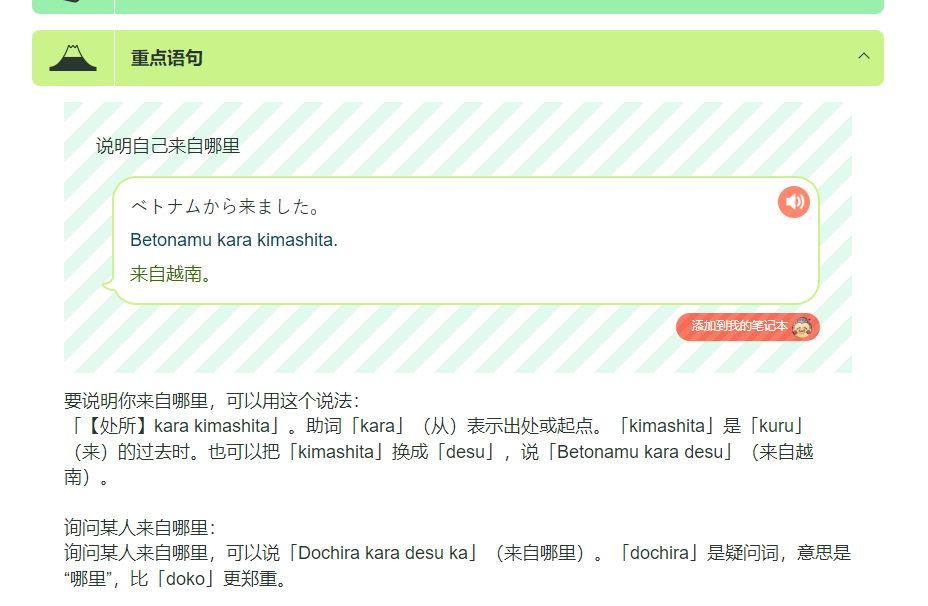 重点语句
说明自己来自哪里
ベトナムから来ました。
Betonamu kara kimashita.
来自越南。
添加到我的笔记本
要说明你来自哪里，可以用这个说法：
「【处所】kara kimashita」。助词「kara」（从）表示出处或起点。「kimashita」是「kuru」
（来）的过去时。也可以把「kimashita」换成「desu」，说「Betonamu kara desu」（来自越
南）。
询问某人来自哪里：
询问某人来自哪里，可以说「Dochira kara desu ka」（来自哪里）。「dochira」是疑问词，意思是
“哪里”，比「doko」更郑重。